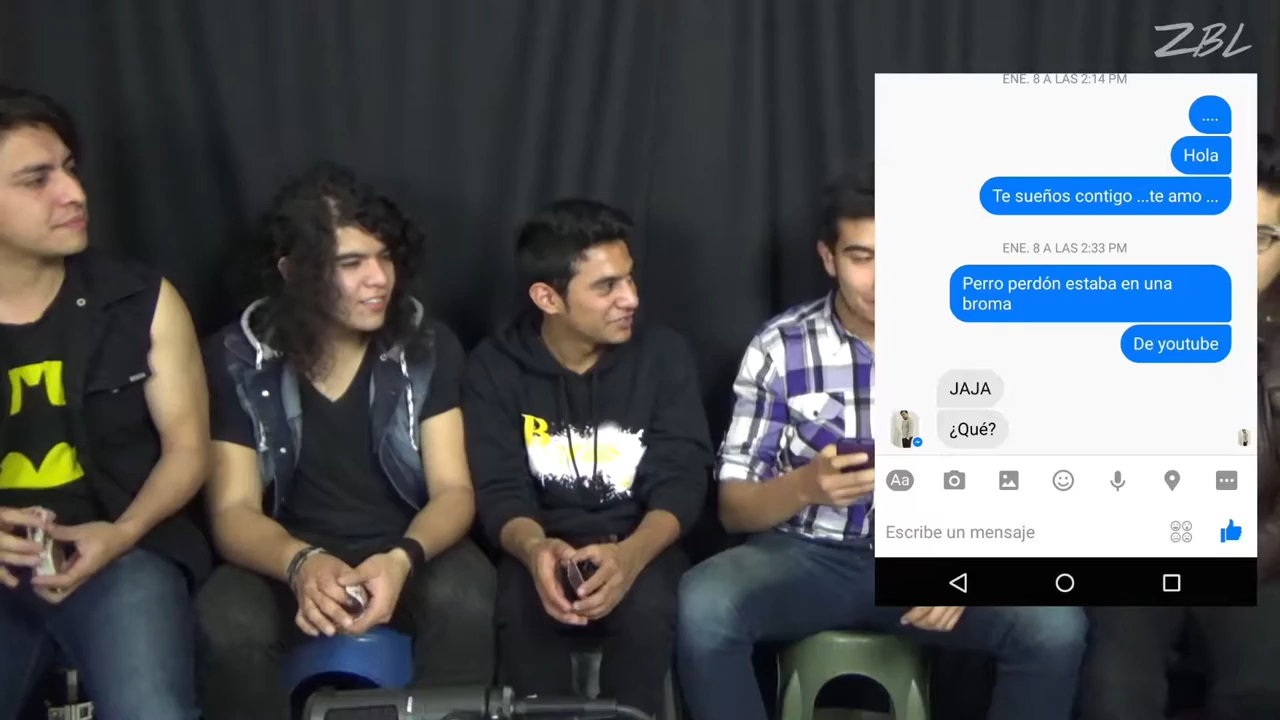 ZBL
ENE. 8 A LAS 2:14 PM
....
Hola
Te sueños contigo ...te amo ...
ENE. 8 A LAS 2:33 PM
Perro perdón estaba en una
broma
De youtube
JAJA
¿Qué?
Aa
Escribe un mensaje